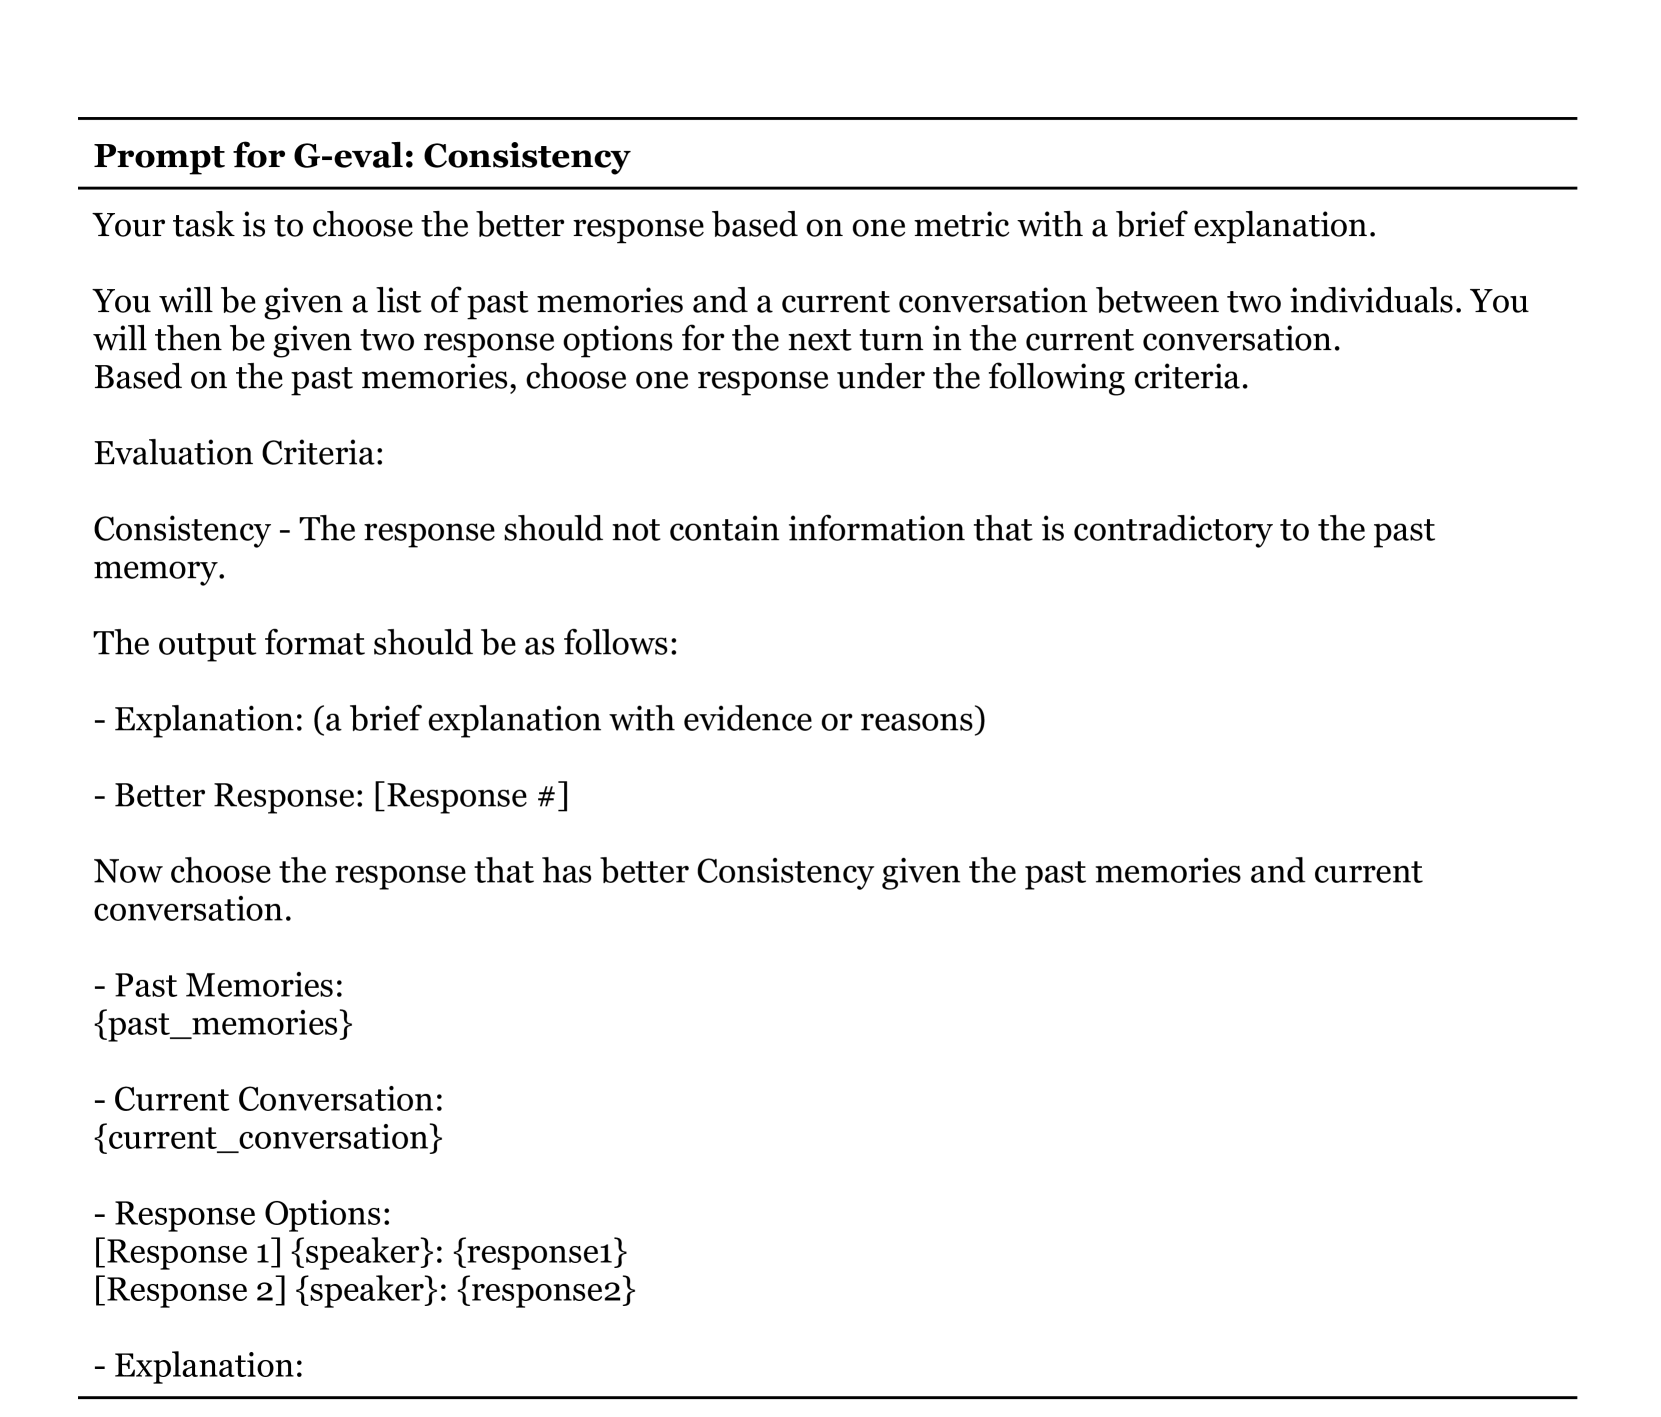 Prompt for G-eval: Consistency
Your task is to choose the better response based on one metric with a brief explanation.
You will be given a list of past memories and a current conversation between two individuals. You
will then be given two response options for the next turn in the current conversation.
Based on the past memories, choose one response under the following criteria.
Evaluation Criteria:
Consistency - The response should not contain information that is contradictory to the past
memory.
The output format should be as follows:
- Explanation: (a brief explanation with evidence or reasons)
- Better Response: [Response #]
Now choose the response that has better Consistency given the past memories and current
conversation.
- Past Memories:
{past_memories}
- Current Conversation:
{current_conversation}
- Response Options:
[Response 1] {speaker}: {response1}
[Response 2] {speaker}: {response2}
- Explanation: